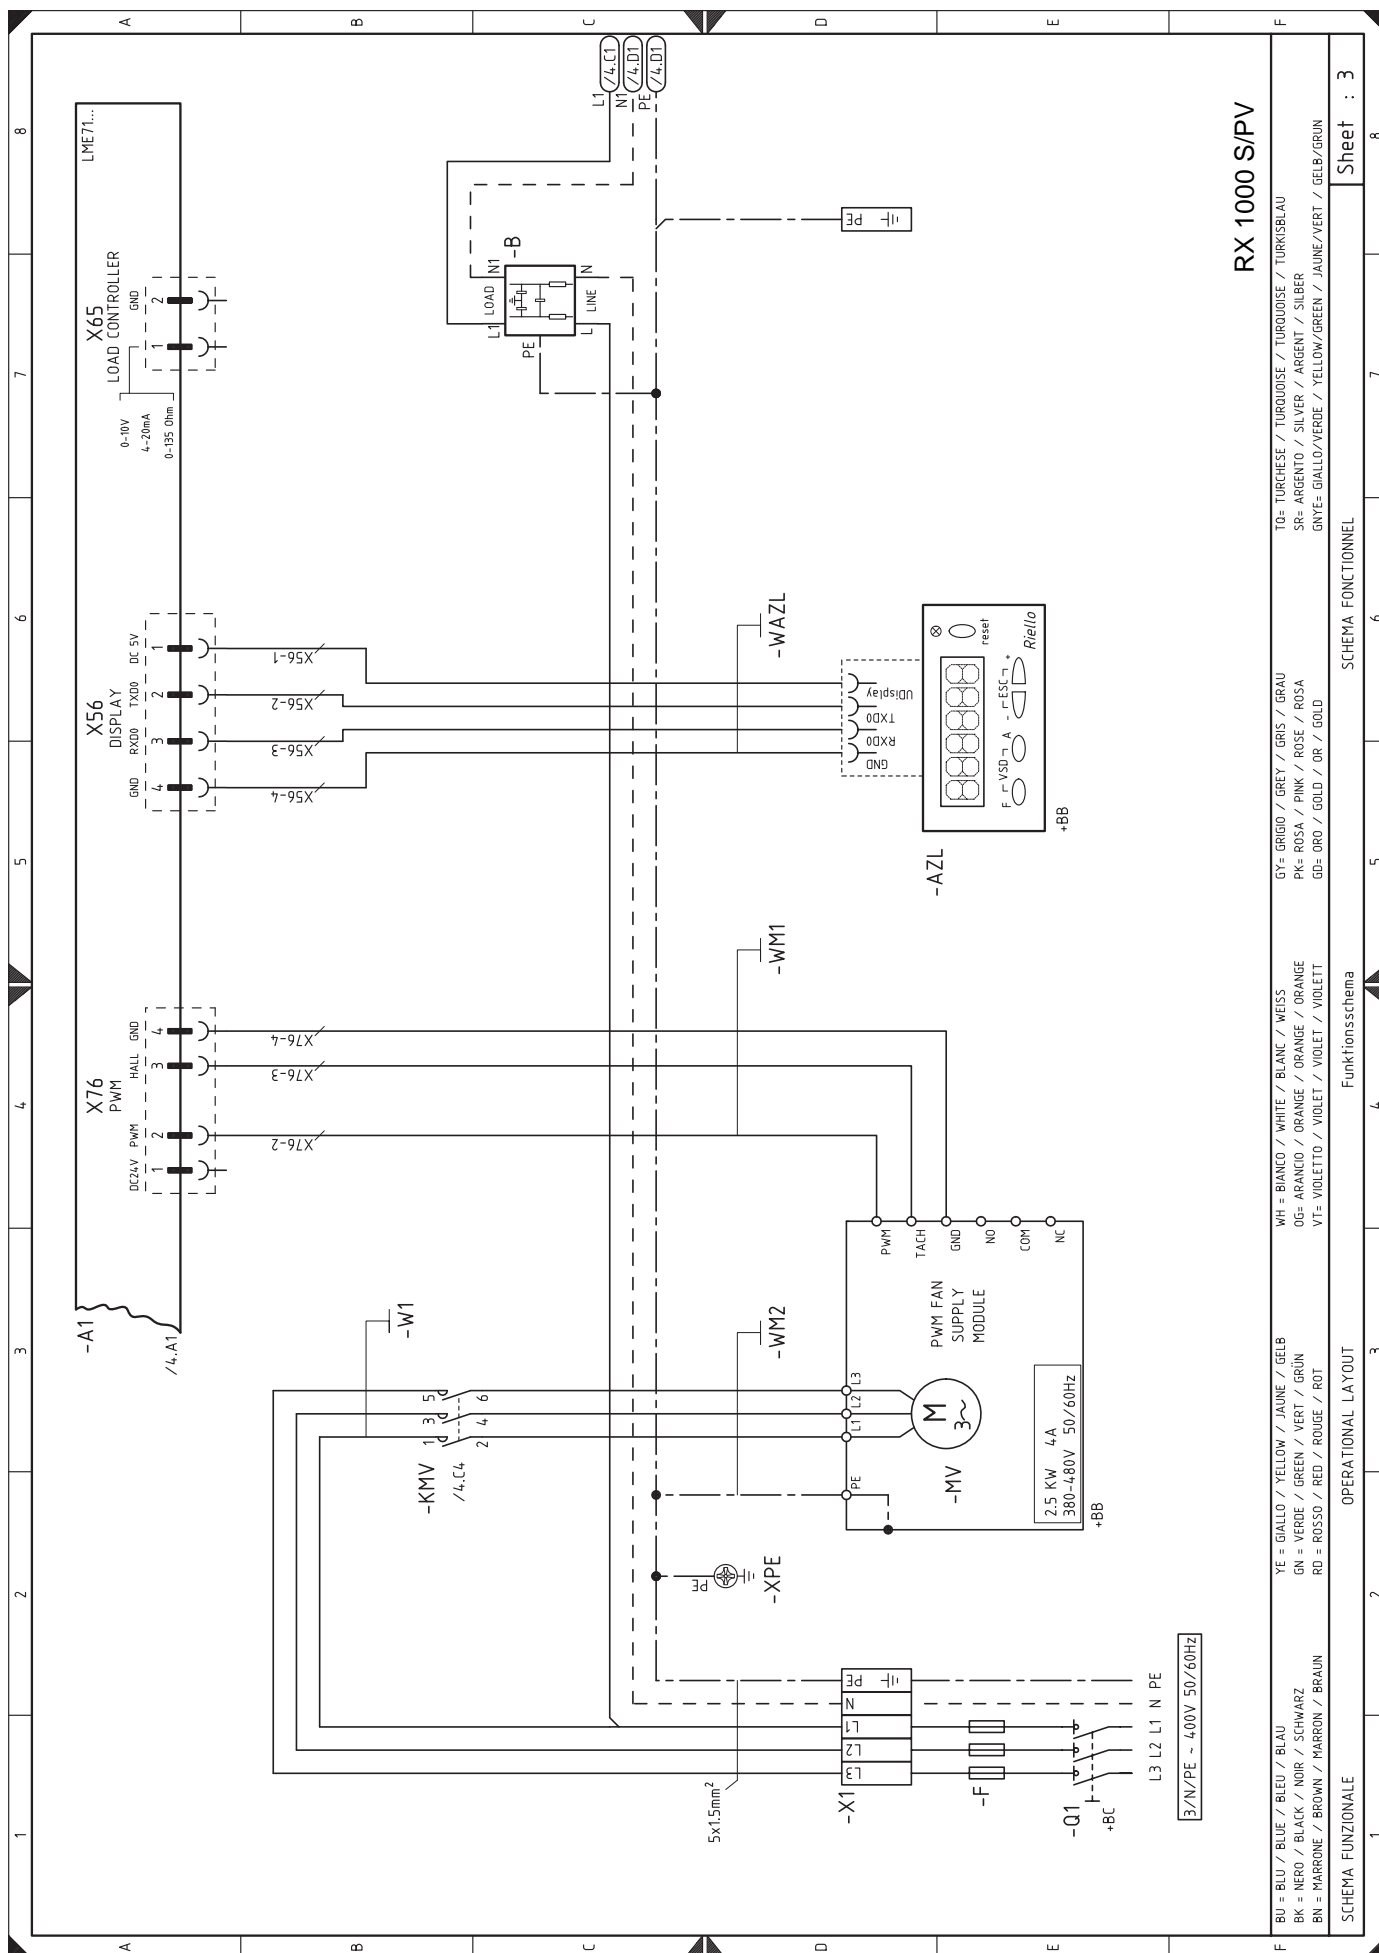 1 2 3 4 5 6 7 8
A
B
C
D
E
F
-A1
/4.A1
LME71...
X76
PWM
DC24V PWM HALL GND
1 2 3 4
X76-2
X76-3
X76-4
X56
DISPLAY
GND RXD0 TXD0 DC 5V
4 3 2 1
X56-4
X56-3
X56-2
X56-1
X65
LOAD CONTROLLER
GND
1 2
0-10V
4-20mA
0-135 Ohm
-W1
-KMV
/4.C4
1 3 5
2 4 6
-B
LOAD
L1 N1
PE
L N
LINE
L1 /4.C1
N1 /4.D1
PE /4.D1
PE
-WAZL
-WM1
-WM2
PE
-XPE
5x1.5mm²
-X1
L3 L2 L1 N PE
-F
-Q1
+BC
L3 L2 L1 N PE
3/N/PE ~ 400V 50/60Hz
PE L1 L2 L3
M
3~
-MV
PWM FAN
SUPPLY
MODULE
PWM
TACH
GND
NO
COM
NC
2.5 KW 4A
380-480V 50/60Hz
+BB
-AZL
GND
RXD0
TXD0
UDisplay
F VSD A - ESC +
reset
Riello
+BB
RX 1000 S/PV
BU = BLU / BLUE / BLEU / BLAU
BK = NERO / BLACK / NOIR / SCHWARZ
BN = MARRONE / BROWN / MARRON / BRAUN
YE = GIALLO / YELLOW / JAUNE / GELB
GN = VERDE / GREEN / VERT / GRÜN
RD = ROSSO / RED / ROUGE / ROT
WH = BIANCO / WHITE / BLANC / WEISS
OG= ARANCIO / ORANGE / ORANGE / ORANGE
VT= VIOLETTO / VIOLET / VIOLET / VIOLETT
GY= GRIGIO / GREY / GRIS / GRAU
PK= ROSA / PINK / ROSE / ROSA
GD= ORO / GOLD / OR / GOLD
TQ= TURCHESE / TURQUOISE / TURQUOISE / TURKISBLAU
SR= ARGENTO / SILVER / ARGENT / SILBER
GNYE= GIALLO/VERDE / YELLOW/GREEN / JAUNE/VERT / GELB/GRUN
SCHEMA FUNZIONALE
OPERATIONAL LAYOUT
Funktionsschema
SCHEMA FONCTIONNEL
Sheet : 3
1 2 3 4 5 6 7 8
A
B
C
D
E
F